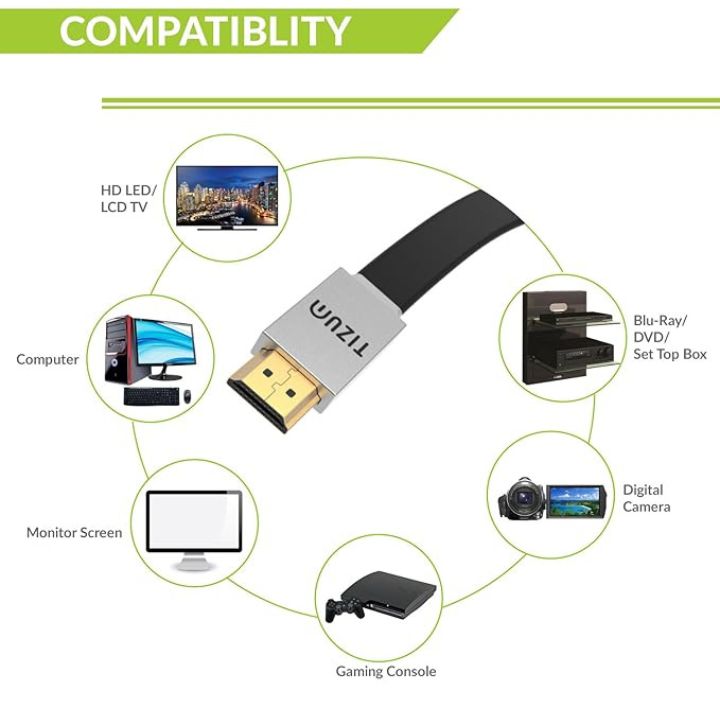 COMPATIBLITY
HD LED/
LCD TV
TIZUM
Blu-Ray/
DVD/
Set Top Box
Computer
Digital
Camera
Monitor Screen
Gaming Console